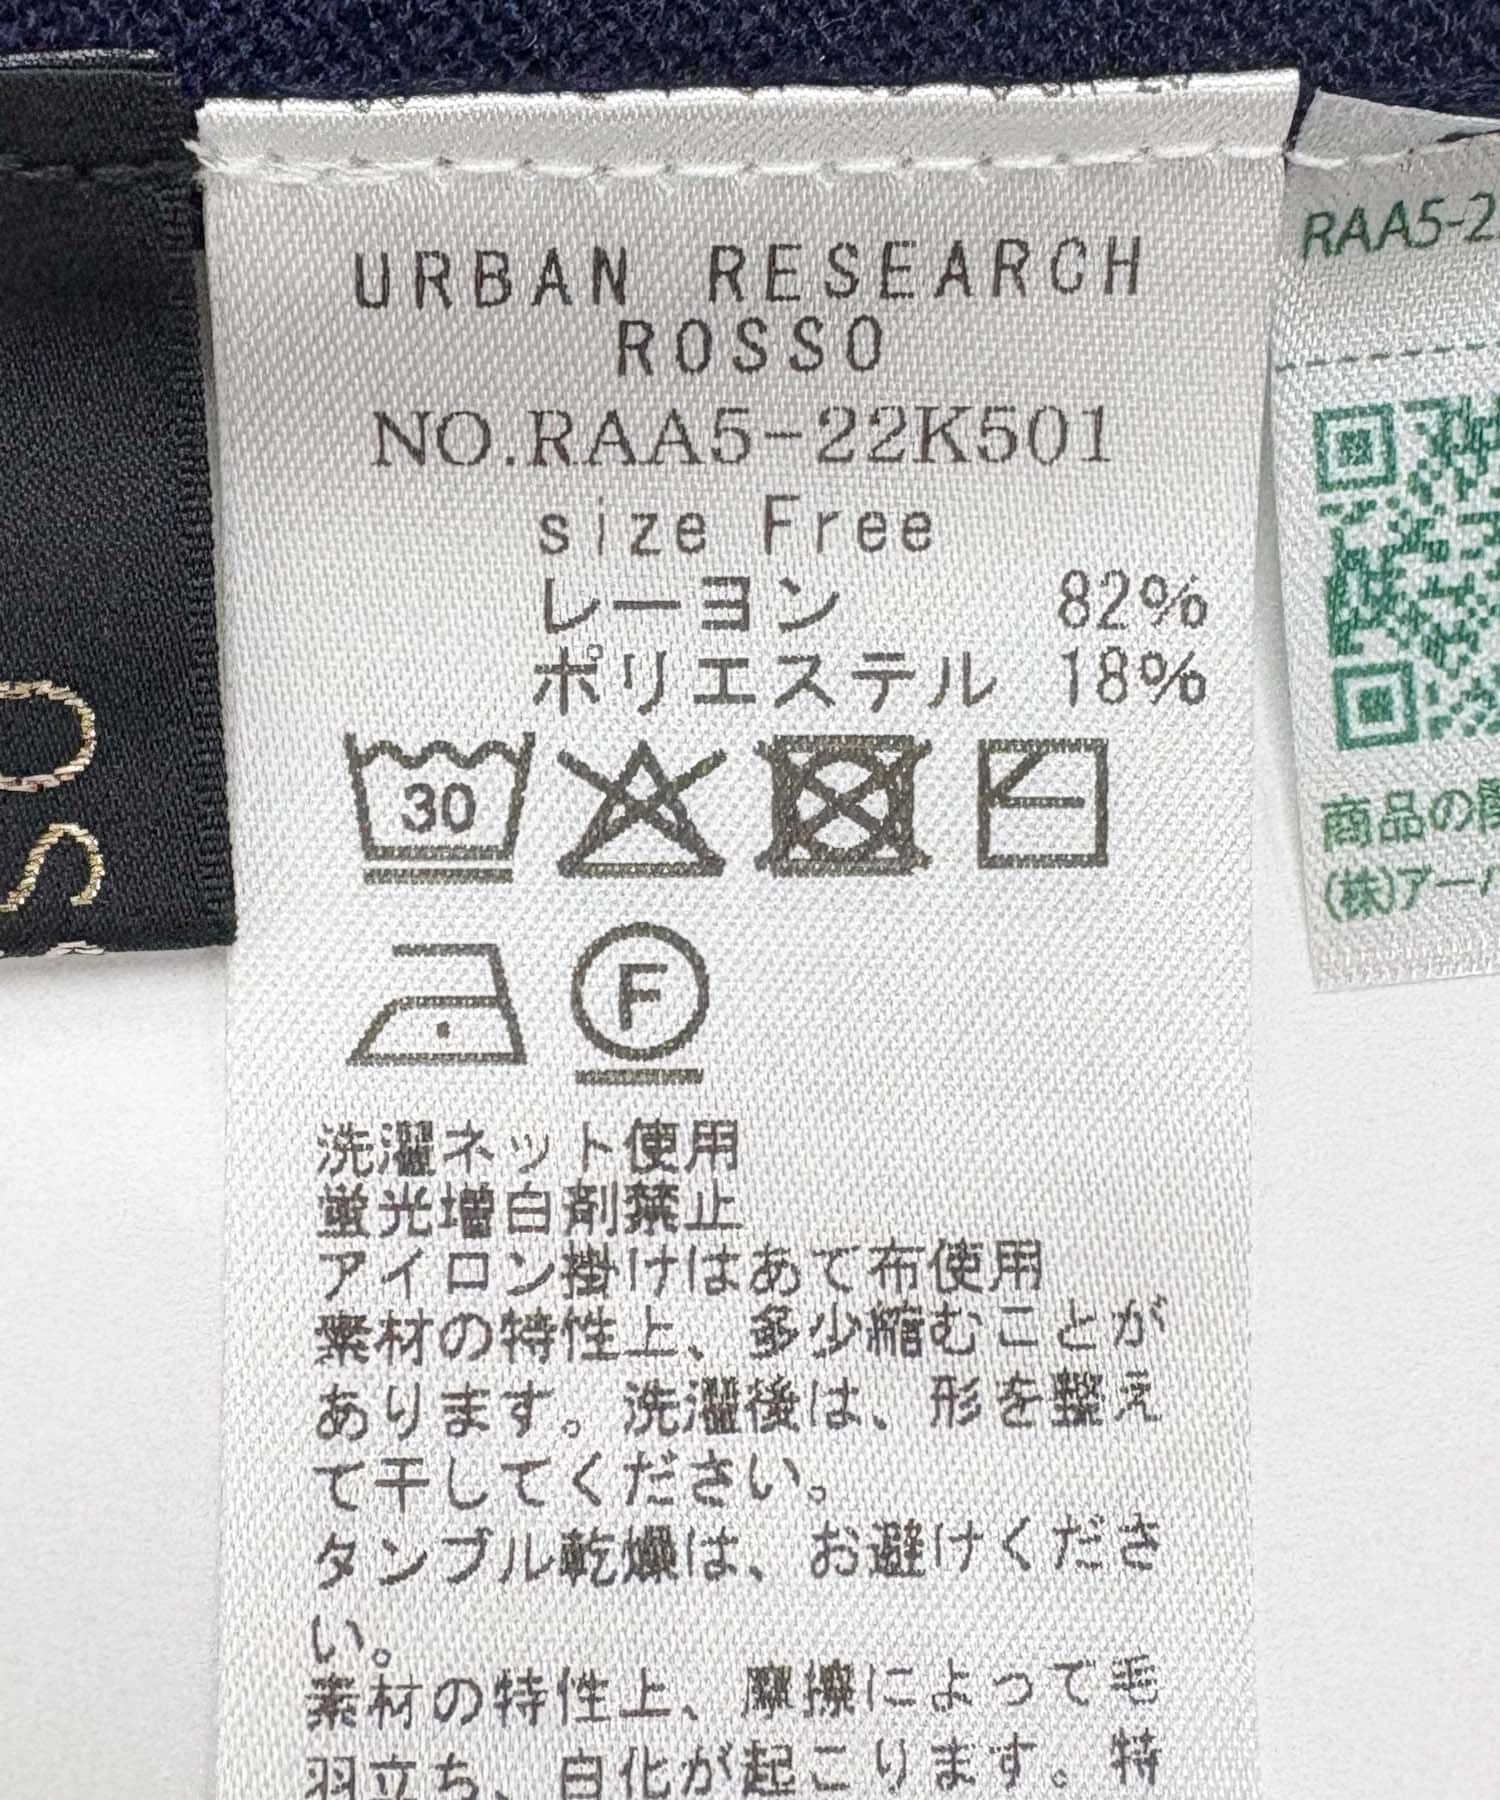 URBAN RESEARCH
ROSSO
NO.RAA5-22K501
size Free
レーヨン 82%
ポリエステル 18%
30
F
洗濯ネット使用
蛍光増白剤禁止
アイロン掛けはあて布使用
素材の特性上、多少縮むことが
あります。洗濯後は、形を整え
て干してください。
タンブル乾燥は、お避けくださ
い。
素材の特性上、摩擦によって毛
羽立ち、白化が起こります。特
RAA5-2
商品の
(株)アー